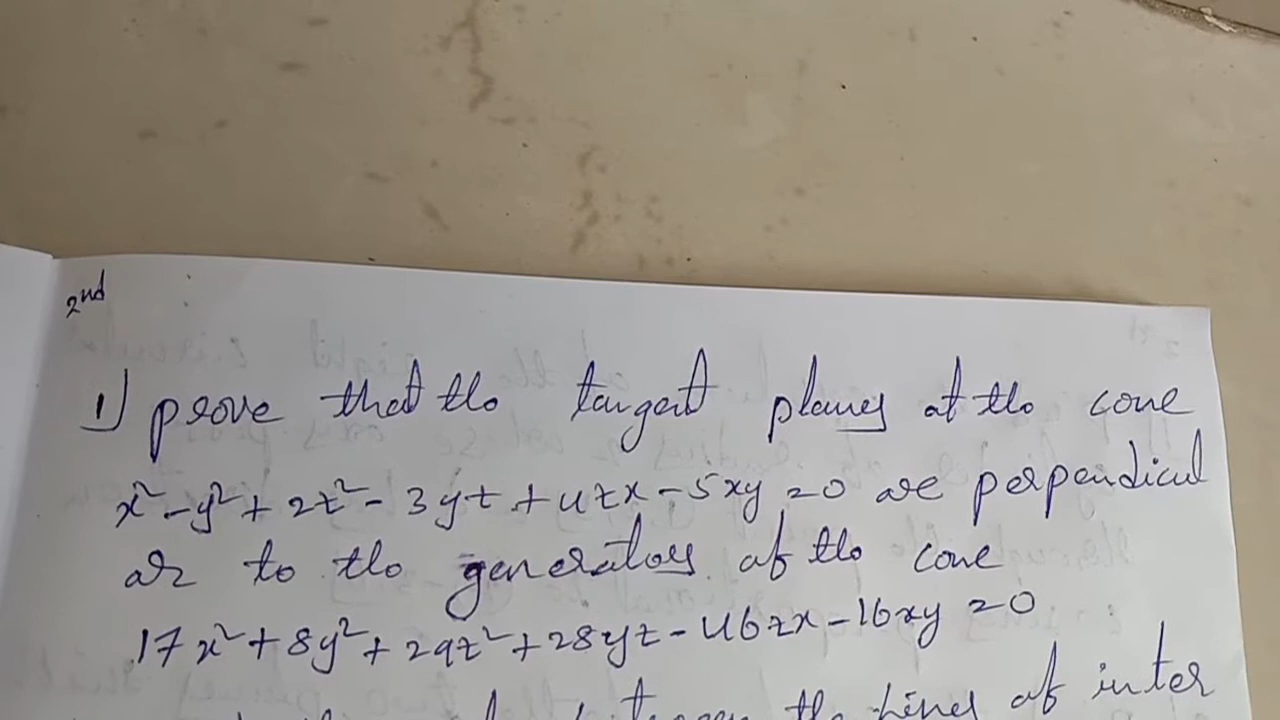 2nd
1) prove that the tangent planes of the cone
x² - y² + 2z² - 3yz + 4zx - 5xy = 0 are perpendicul
ar to the generators of the cone
17x² + 8y² + 29z² + 28yz - 46zx - 16xy = 0
the lines of inter